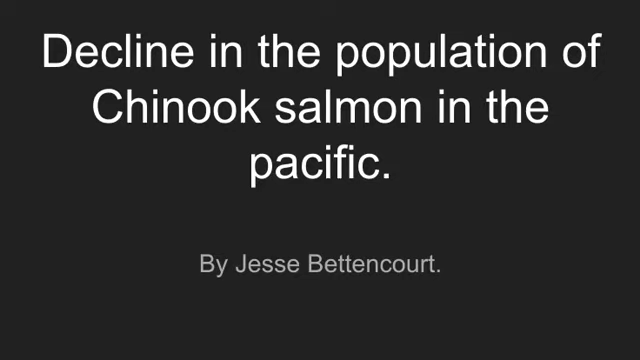 Decline in the population of
Chinook salmon in the
pacific.
By Jesse Bettencourt.